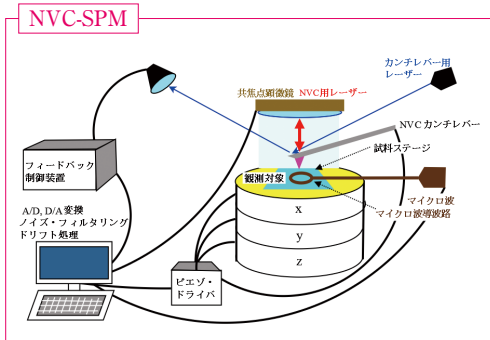 NVC-SPM
カンチレバー用
レーザー
共焦点顕微鏡 NVC用レーザー
NVCカンチレバー
試料ステージ
フィードバック
制御装置
観測対象
マイクロ波
マイクロ波導波路
A/D, D/A変換
ノイズ・フィルタリング
ドリフト処理
x
y
z
ピエゾ・
ドライバ